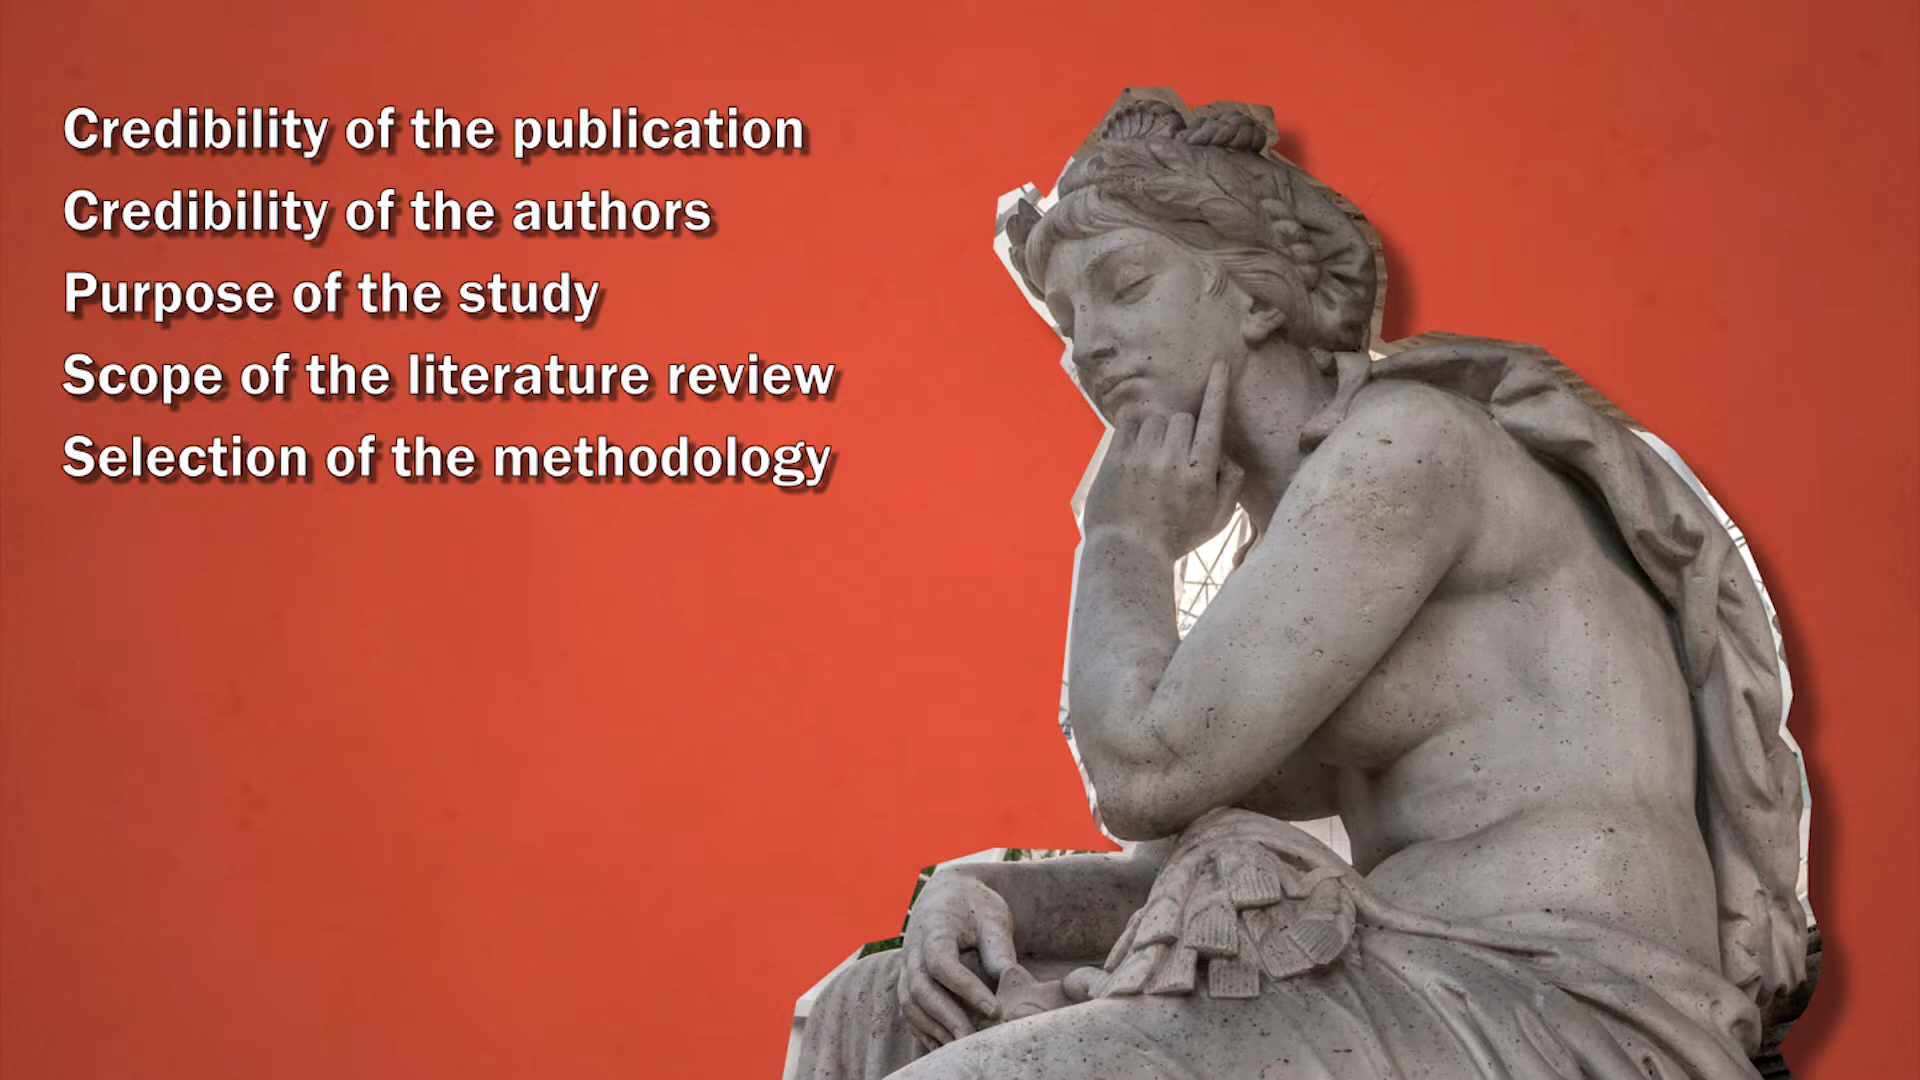 Credibility of the publication
Credibility of the authors
Purpose of the study
Scope of the literature review
Selection of the methodology